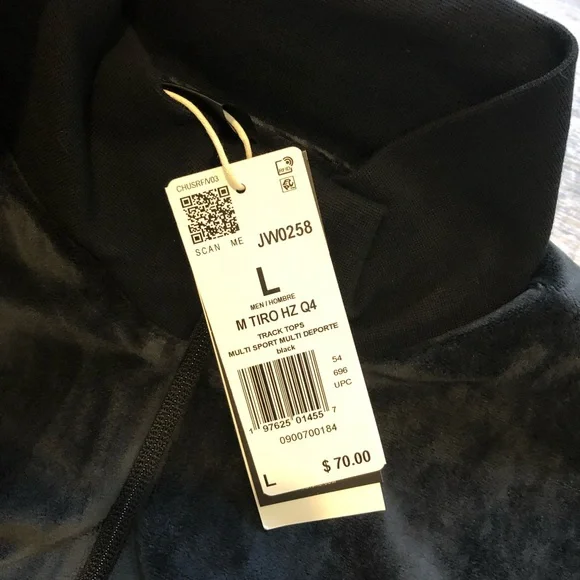 CHUSRF/V03
RFID
SCAN ME
JW0258
L
MEN / HOMBRE
M TIRO HZ Q4
TRACK TOPS
MULTI SPORT MULTI DEPORTE
black
54
696
UPC
1 97625 01455 7
0900700184
L
$ 70.00